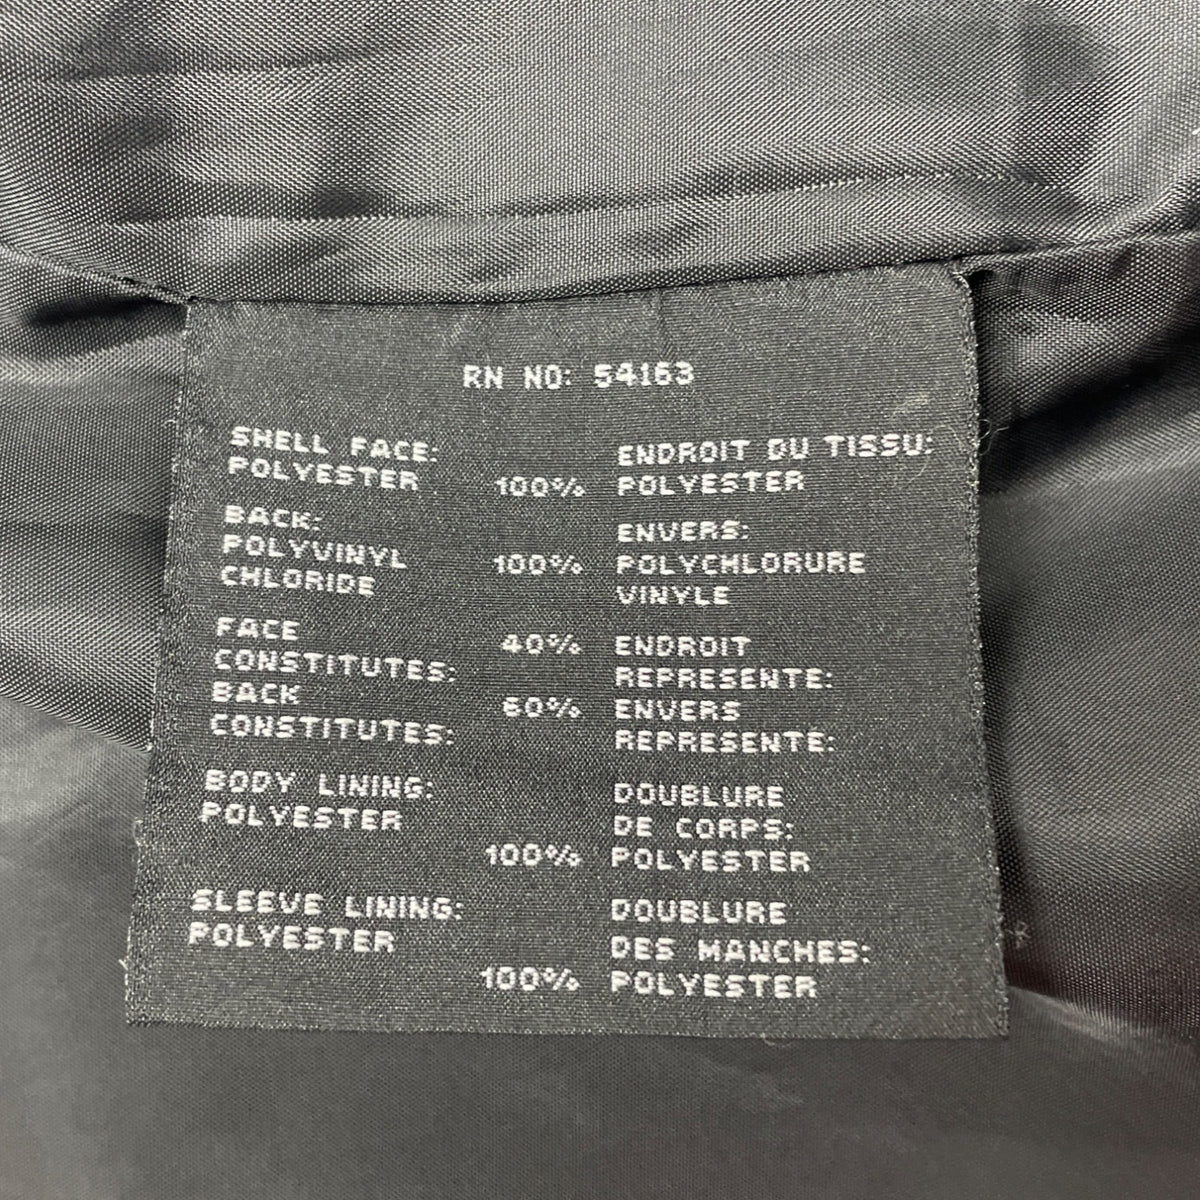 RN NO: 54163
SHELL FACE: ENDROIT DU TISSU:
POLYESTER 100% POLYESTER
BACK: ENVERS:
POLYVINYL 100% POLYCHLORURE
CHLORIDE VINYLE
FACE 40% ENDROIT
CONSTITUTES: REPRESENTE:
BACK 60% ENVERS
CONSTITUTES: REPRESENTE:
BODY LINING: DOUBLURE
POLYESTER DE CORPS:
100% POLYESTER
SLEEVE LINING: DOUBLURE
POLYESTER DES MANCHES:
100% POLYESTER